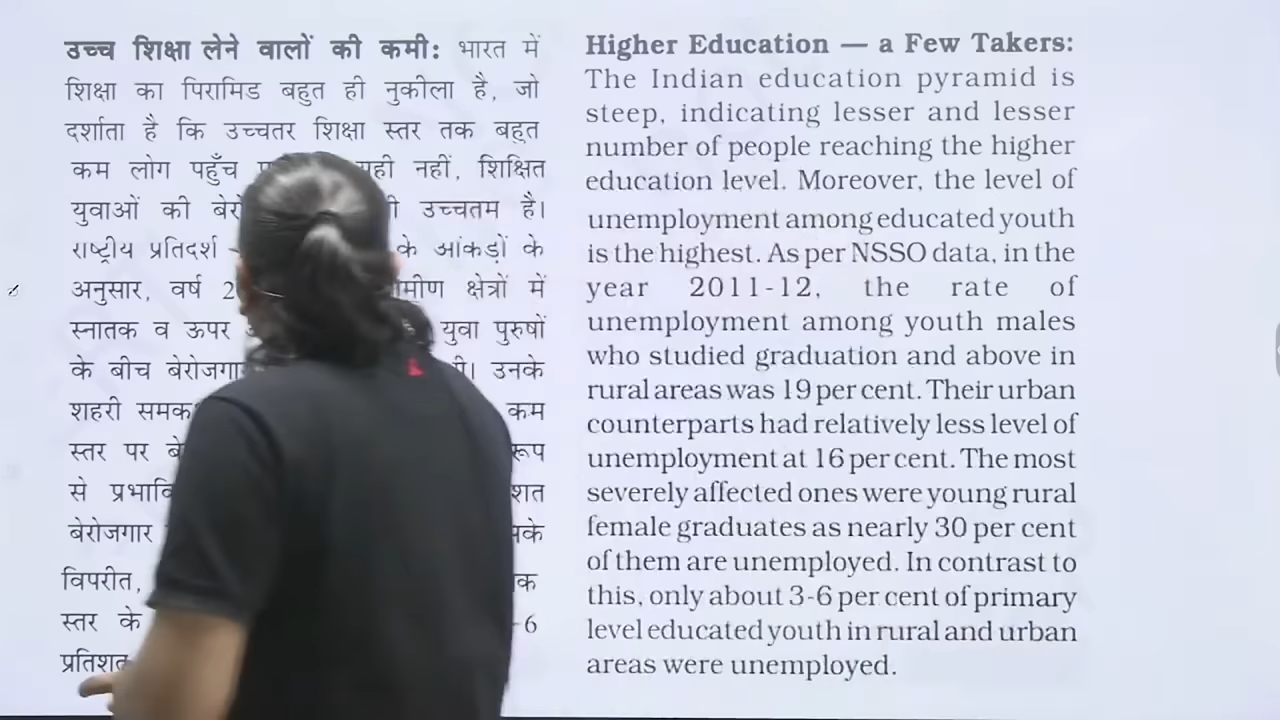 उच्च शिक्षा लेने वालों की कमी: भारत में
शिक्षा का पिरामिड बहुत ही नुकीला है, जो
दर्शाता है कि उच्चतर शिक्षा स्तर तक बहुत
कम लोग पहुँच नहीं, शिक्षित
युवाओं की उच्चतम है।
राष्ट्रीय प्रतिदर्श के आंकड़ों के
अनुसार, वर्ष क्षेत्रों में
स्नातक व ऊपर युवा पुरुषों
के बीच उनके
शहरी कम
स्तर पर
से
बेरोजगार
विपरीत,
स्तर के -6
Higher Education — a Few Takers:
The Indian education pyramid is
steep, indicating lesser and lesser
number of people reaching the higher
education level. Moreover, the level of
unemployment among educated youth
is the highest. As per NSSO data, in the
year 2011-12, the rate of
unemployment among youth males
who studied graduation and above in
rural areas was 19 per cent. Their urban
counterparts had relatively less level of
unemployment at 16 per cent. The most
severely affected ones were young rural
female graduates as nearly 30 per cent
of them are unemployed. In contrast to
this, only about 3-6 per cent of primary
level educated youth in rural and urban
areas were unemployed.